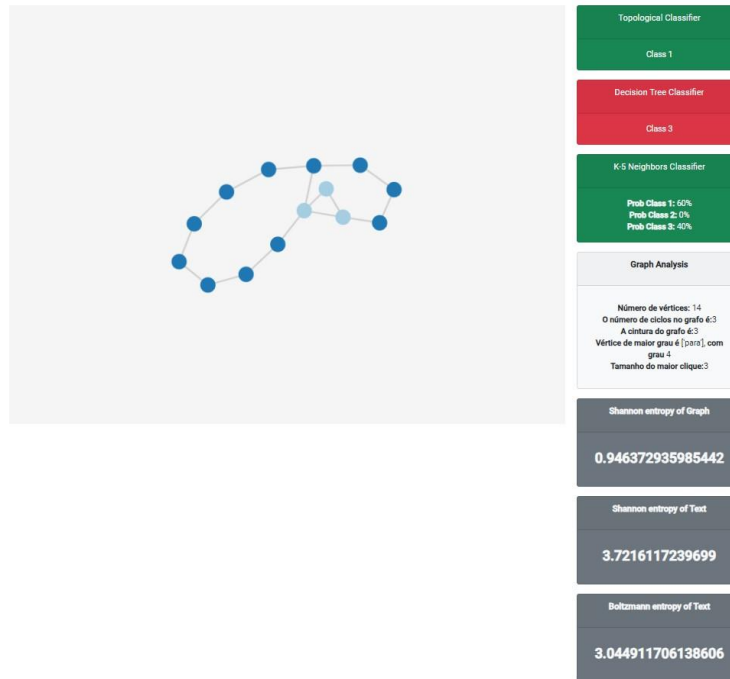 Topological Classifier
Class 1
Decision Tree Classifier
Class 3
K-5 Neighbors Classifier
Prob Class 1: 60%
Prob Class 2: 0%
Prob Class 3: 40%
Graph Analysis
Número de vértices: 14
O número de ciclos no grafo é:3
A cintura do grafo é:3
Vértice de maior grau é ['para'], com
grau 4
Tamanho do maior clique:3
Shannon entropy of Graph
0.946372935985442
Shannon entropy of Text
3.7216117239699
Boltzmann entropy of Text
3.044911706138606